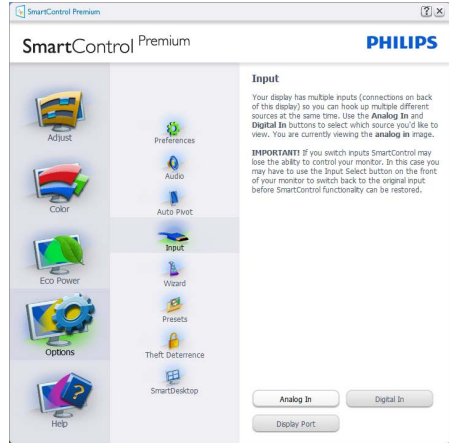 SmartControl Premium
SmartControl Premium
PHILIPS
Adjust
Color
Eco Power
Options
Help
Preferences
Audio
Auto Pivot
Input
Wizard
Presets
Theft Deterrence
SmartDesktop
Input
Your display has multiple inputs (connections on back
of this display) so you can hook up multiple different
sources at the same time. Use the Analog In and
Digital In buttons to select which source you'd like to
view. You are currently viewing the analog in image.
IMPORTANT! If you switch inputs SmartControl may
lose the ability to control your monitor. In this case you
may have to use the Input Select button on the front
of your monitor to switch back to the original input
before SmartControl functionality can be restored.
Analog In
Digital In
Display Port